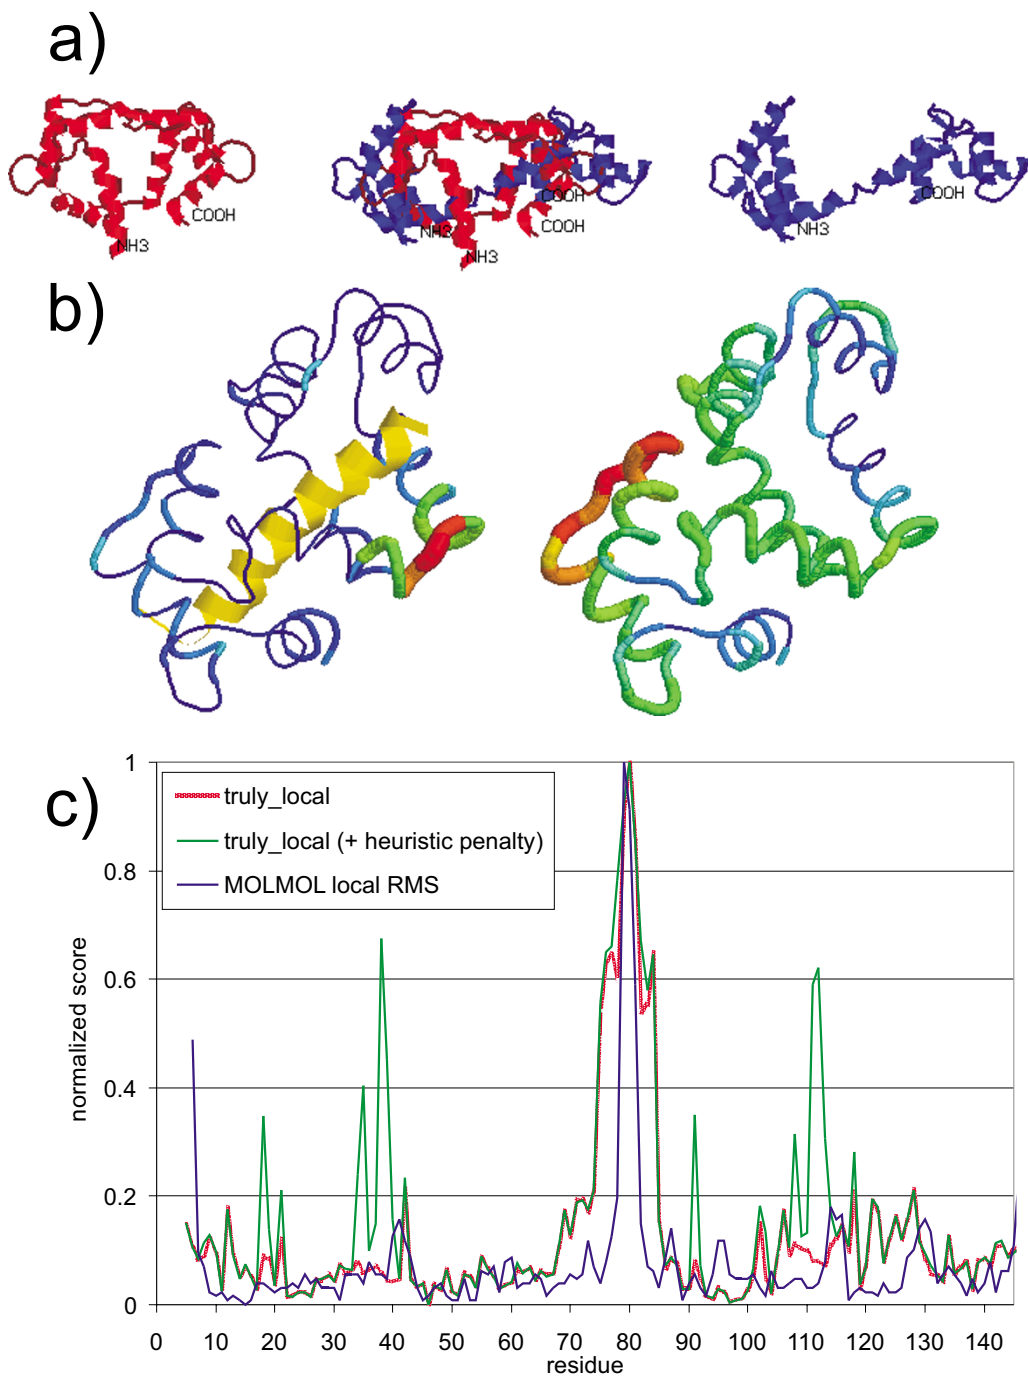 a)
COOH
NH3
COOH
COOH
NH3
NH3
COOH
NH3
b)
c)
truly_local
truly_local (+ heuristic penalty)
MOLMOL local RMS
normalized score
1
0.8
0.6
0.4
0.2
0
0 10 20 30 40 50 60 70 80 90 100 110 120 130 140
residue